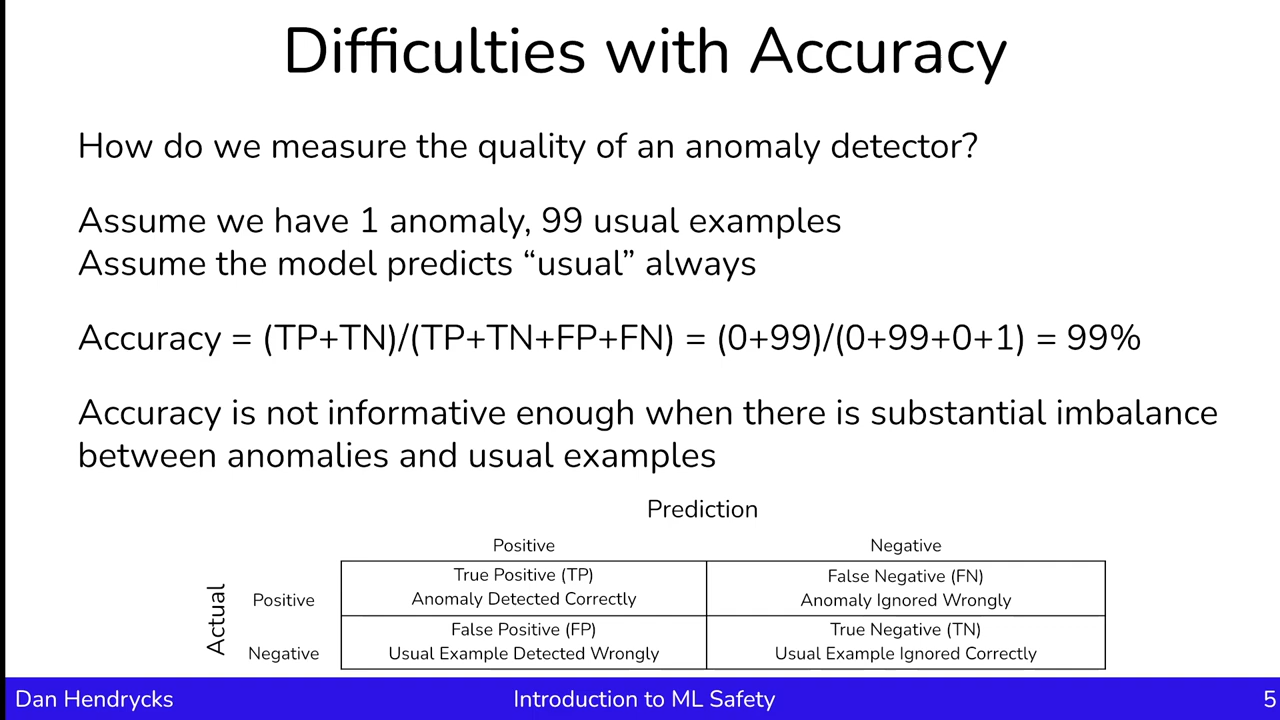 Difficulties with Accuracy
How do we measure the quality of an anomaly detector?
Assume we have 1 anomaly, 99 usual examples
Assume the model predicts “usual” always
Accuracy = (TP+TN)/(TP+TN+FP+FN) = (0+99)/(0+99+0+1) = 99%
Accuracy is not informative enough when there is substantial imbalance
between anomalies and usual examples
Prediction
Positive Negative
Actual
Positive
True Positive (TP)
Anomaly Detected Correctly
False Negative (FN)
Anomaly Ignored Wrongly
Negative
False Positive (FP)
Usual Example Detected Wrongly
True Negative (TN)
Usual Example Ignored Correctly
Dan Hendrycks Introduction to ML Safety 5